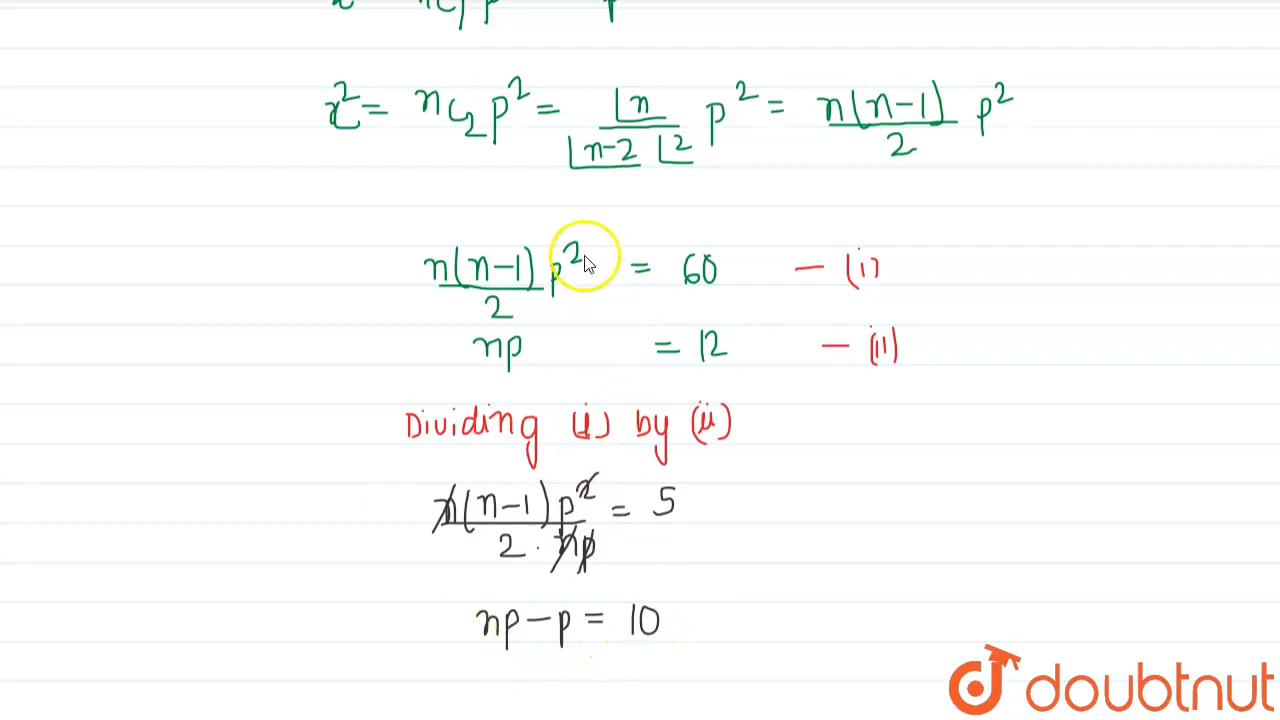 x² = nC₂ p² = ⌊n / ⌊n-2 ⌊2 p² = n(n-1) / 2 p²
n(n-1) / 2 p² = 60 — (i)
np = 12 — (ii)
Dividing (i) by (ii)
n(n-1)p² / 2·np = 5
np-p = 10
doubtnut